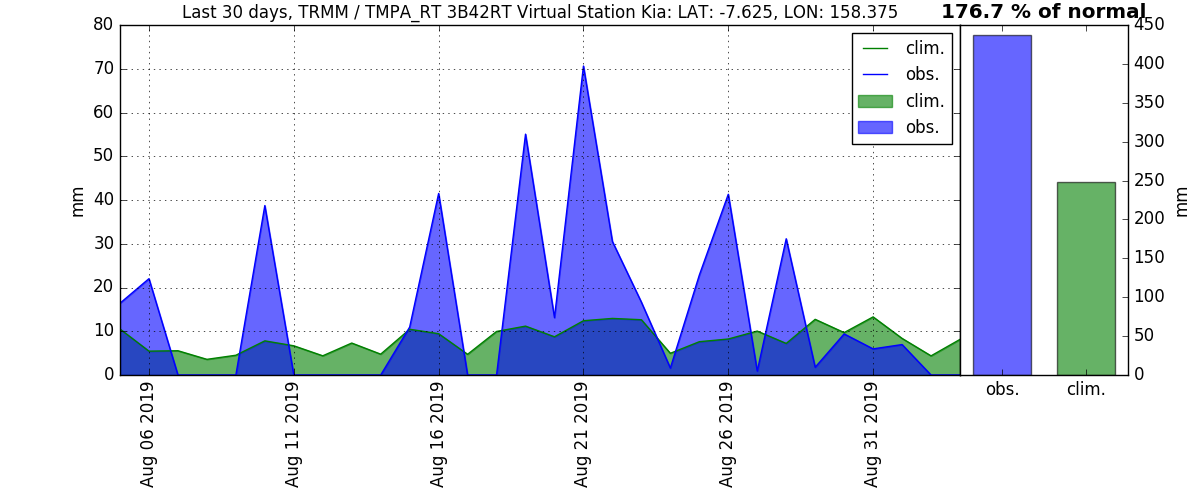 Last 30 days, TRMM / TMPA_RT 3B42RT Virtual Station Kia: LAT: -7.625, LON: 158.375
176.7 % of normal
80
70
60
50
40
30
20
10
0
mm
clim.
obs.
clim.
obs.
Aug 06 2019
Aug 11 2019
Aug 16 2019
Aug 21 2019
Aug 26 2019
Aug 31 2019
450
400
350
300
250
200
150
100
50
0
mm
obs.
clim.